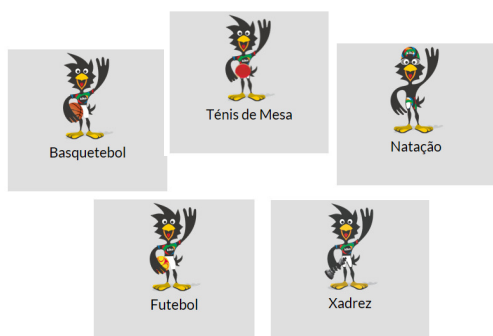 Ténis de Mesa
Basquetebol
Natação
Futebol
Xadrez